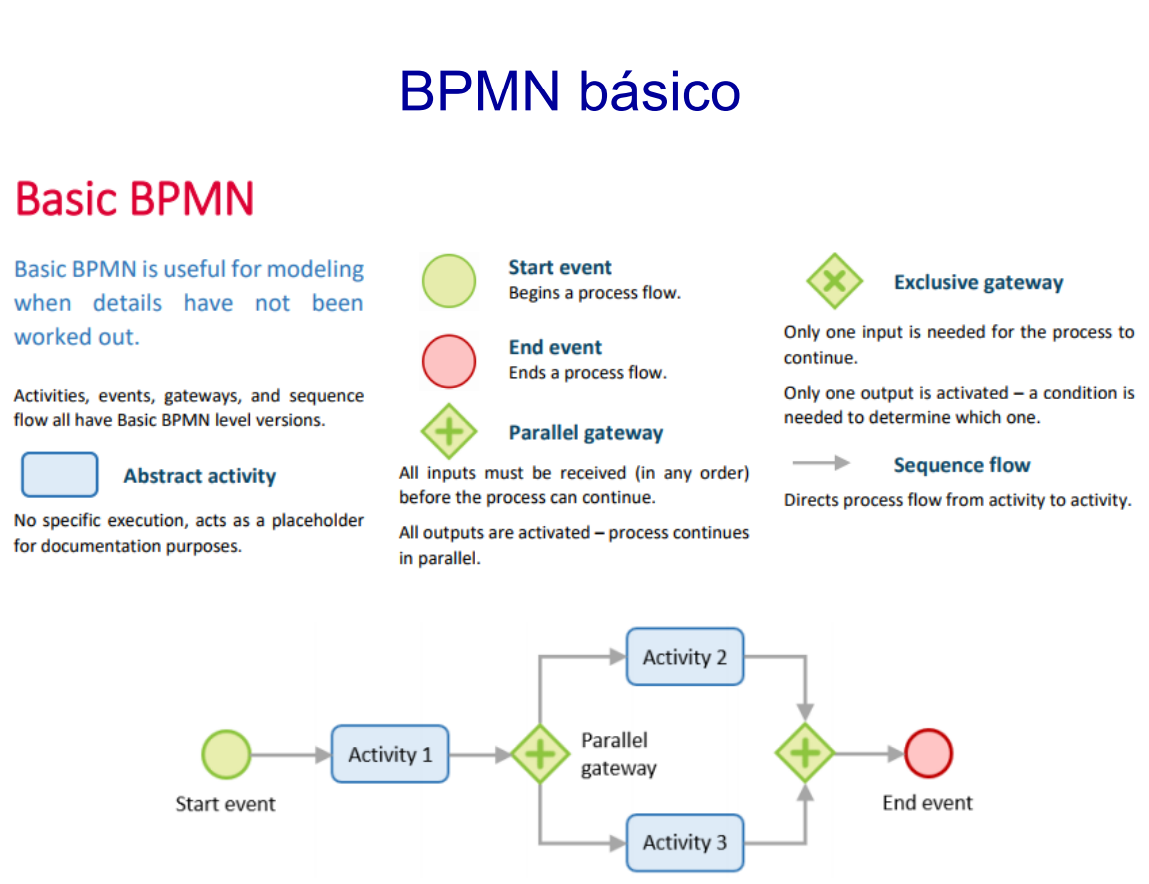 BPMN básico
Basic BPMN
Basic BPMN is useful for modeling
when details have not been
worked out.
Activities, events, gateways, and sequence
flow all have Basic BPMN level versions.
Abstract activity
No specific execution, acts as a placeholder
for documentation purposes.
Start event
Begins a process flow.
End event
Ends a process flow.
Parallel gateway
All inputs must be received (in any order)
before the process can continue.
All outputs are activated – process continues
in parallel.
Exclusive gateway
Only one input is needed for the process to
continue.
Only one output is activated – a condition is
needed to determine which one.
Sequence flow
Directs process flow from activity to activity.
Start event
Activity 1
Parallel
gateway
Activity 2
Activity 3
End event